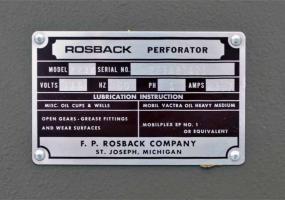 ROSBACK PERFORATOR
MODEL SERIAL NO.
VOLTS HZ PH AMPS
LUBRICATION INSTRUCTION
MISC. OIL CUPS & WELLS MOBIL VACTRA OIL HEAVY MEDIUM
OPEN GEARS - GREASE FITTINGS MOBILPLEX EP NO. 1
AND WEAR SURFACES OR EQUIVALENT
F. P. ROSBACK COMPANY
ST. JOSEPH, MICHIGAN